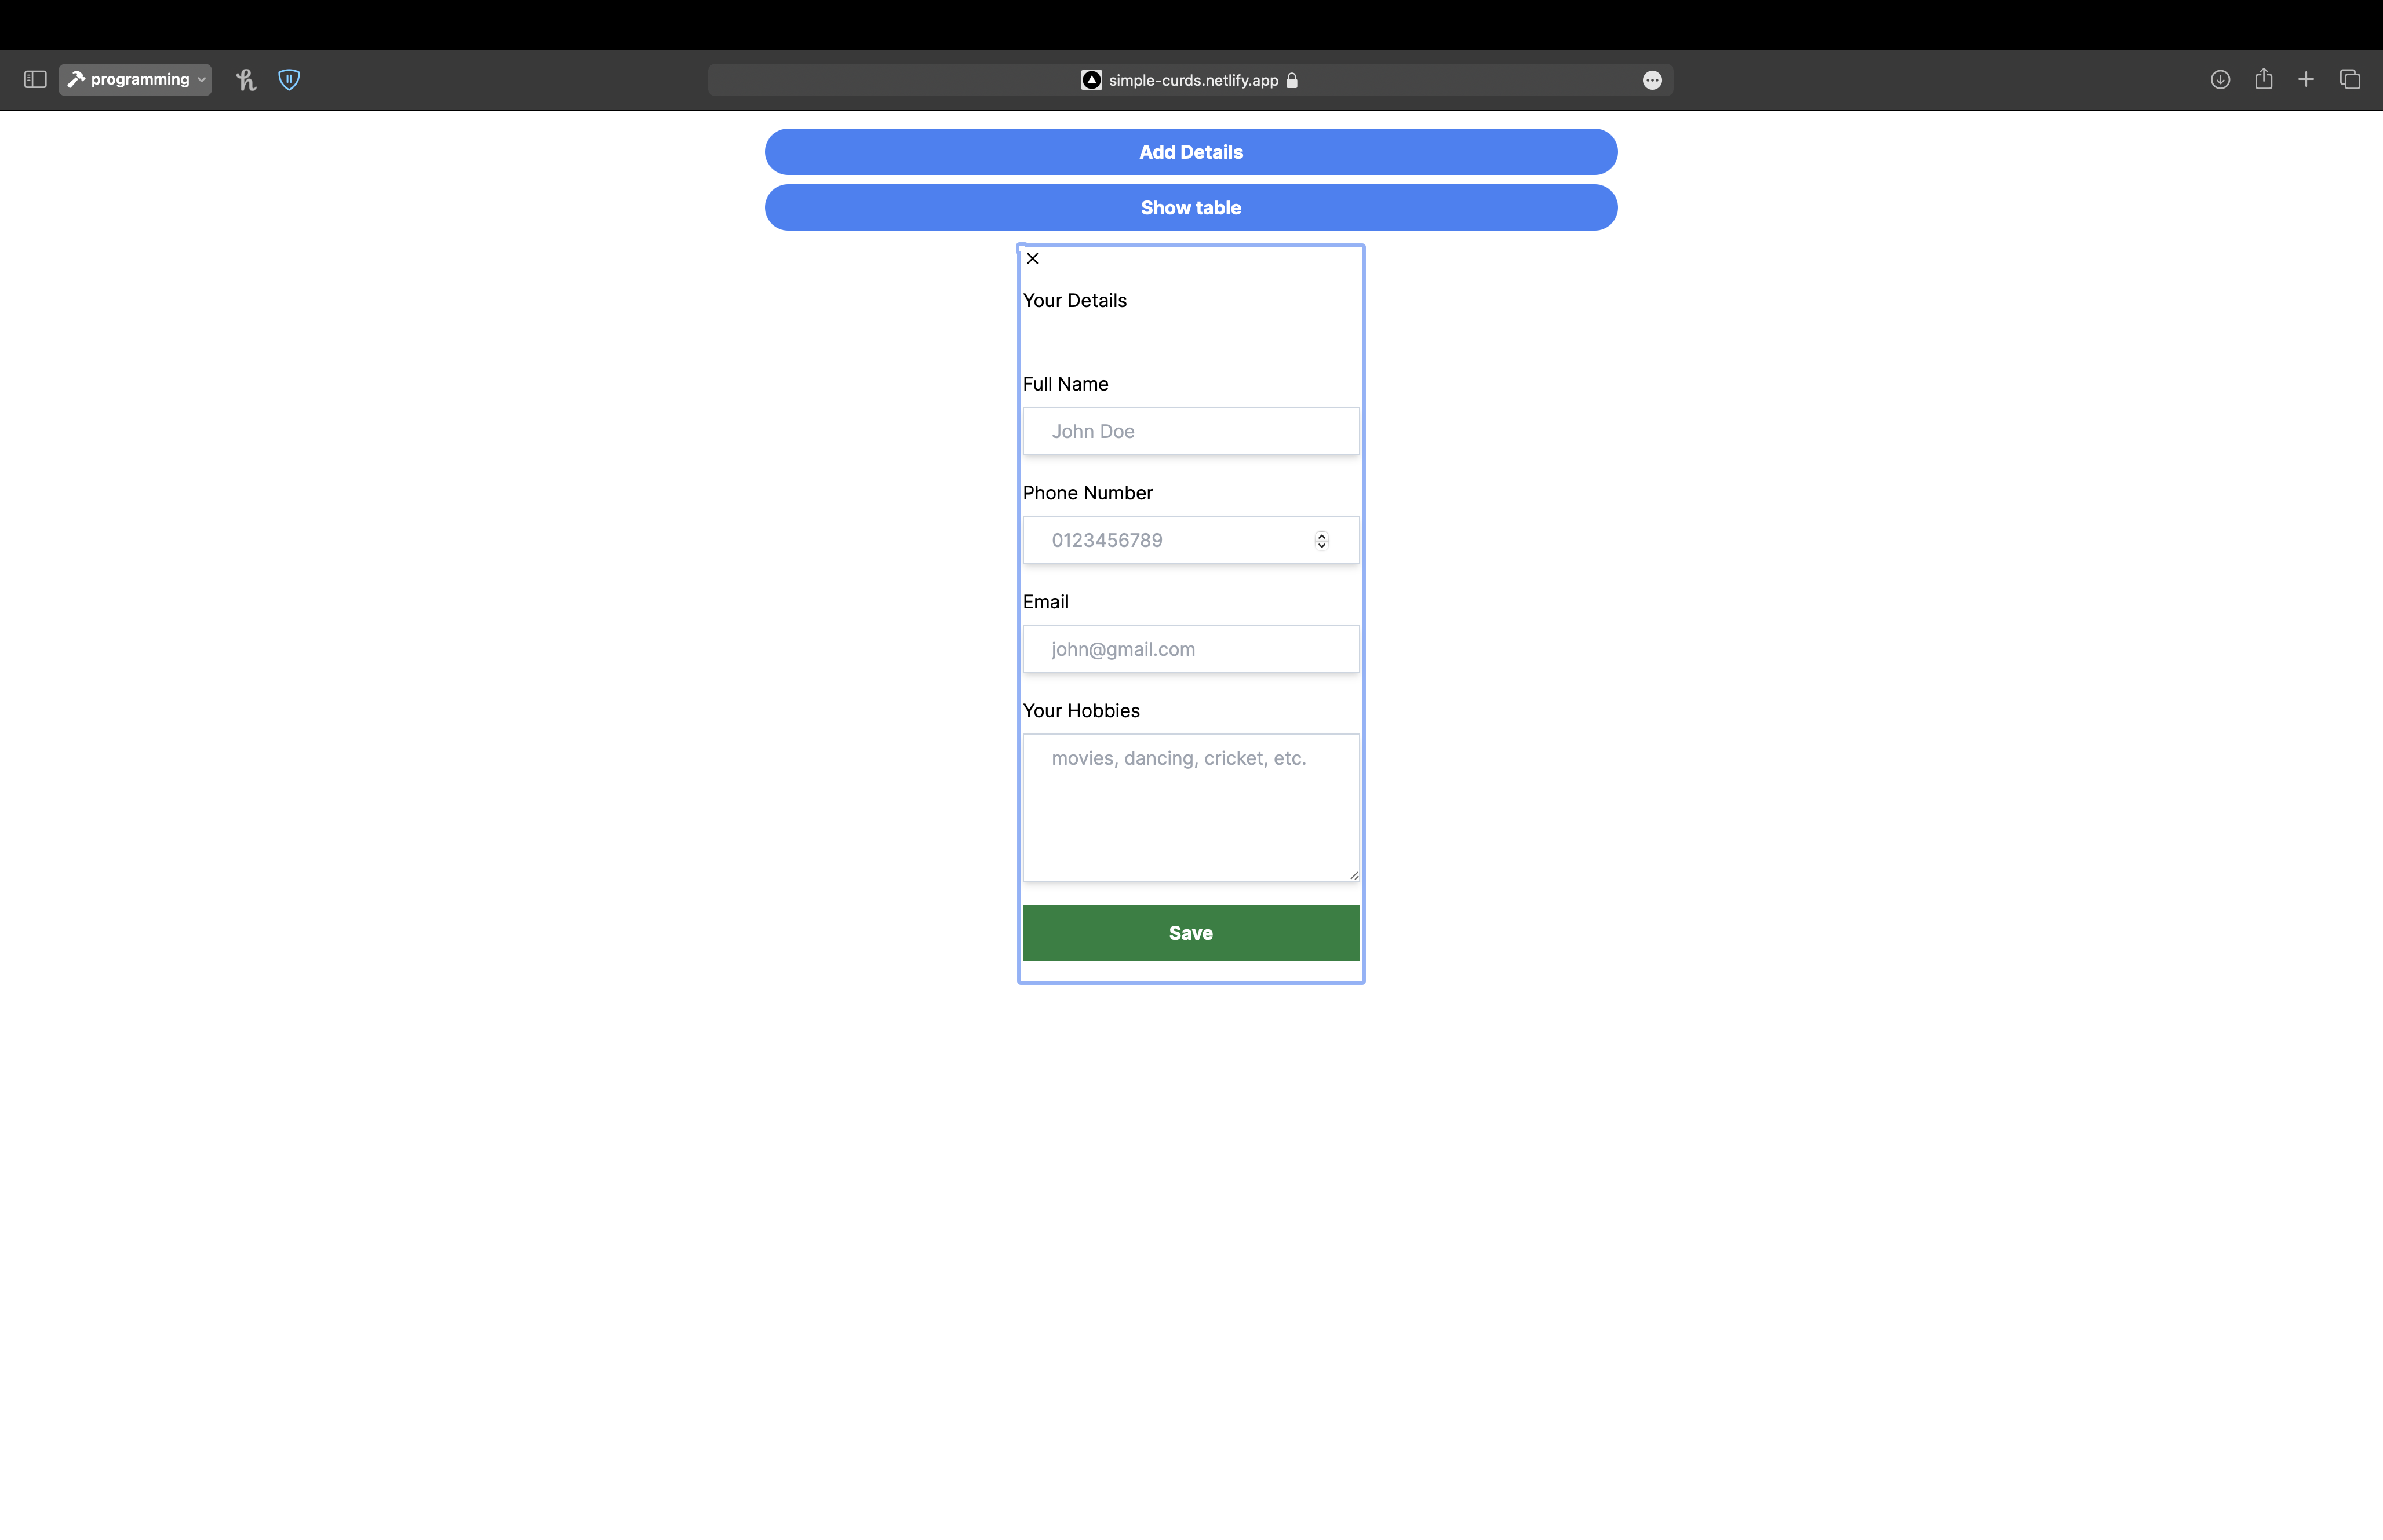 programming
simple-curds.netlify.app
Add Details
Show table
Your Details
Full Name
John Doe
Phone Number
0123456789
Email
john@gmail.com
Your Hobbies
movies, dancing, cricket, etc.
Save